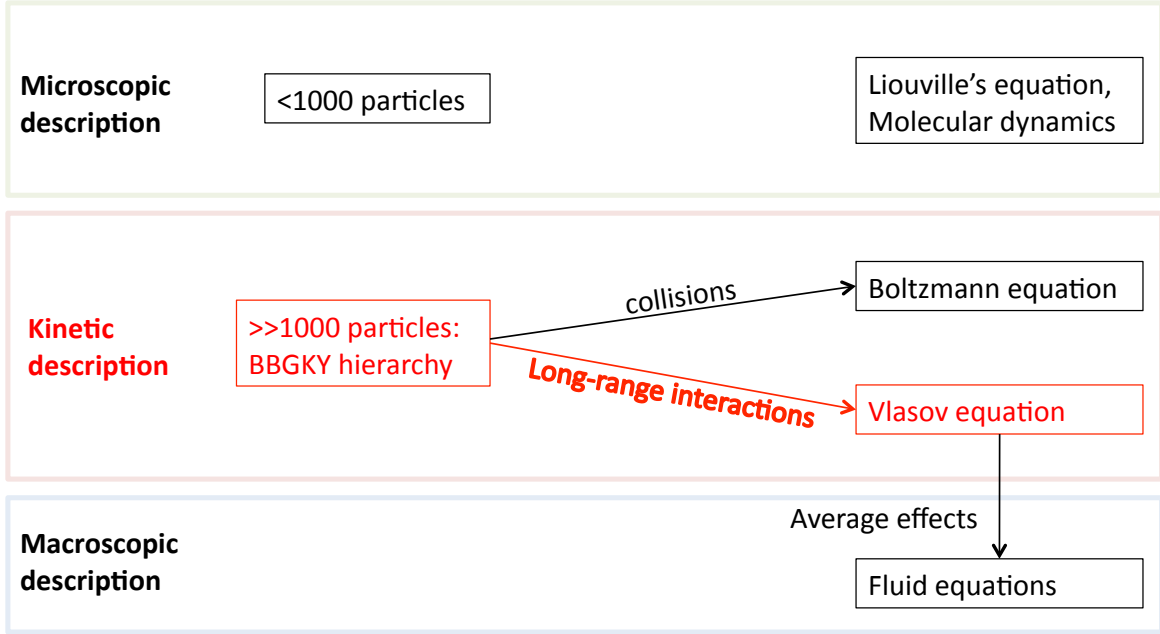 Microscopic
description
<1000 particles
Liouville’s equation,
Molecular dynamics
Kinetic
description
>>1000 particles:
BBGKY hierarchy
collisions
Long-range interactions
Boltzmann equation
Vlasov equation
Average effects
Macroscopic
description
Fluid equations